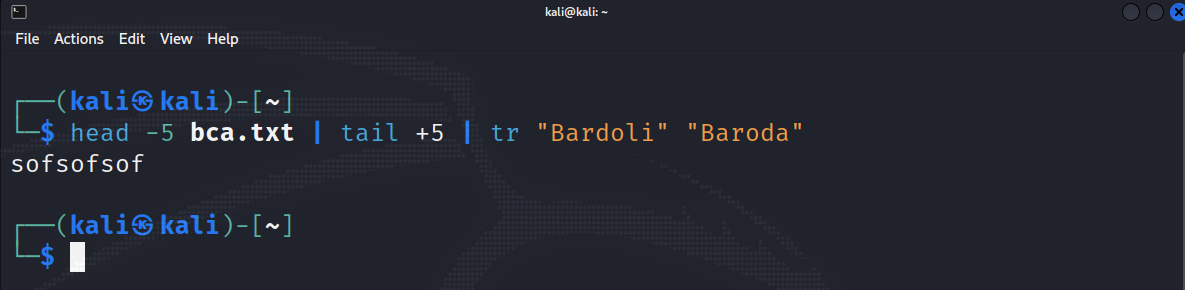 kali@kali: ~
File Actions Edit View Help
┌──(kali㉿kali)-[~]
└─$ head -5 bca.txt | tail +5 | tr "Bardoli" "Baroda"
sofsofsof
┌──(kali㉿kali)-[~]
└─$